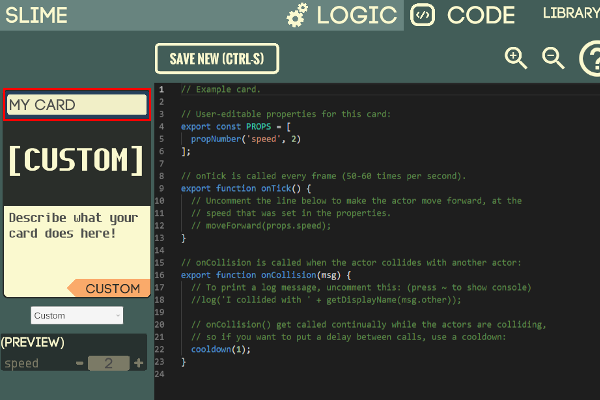 SLIME
LOGIC
CODE
LIBRARY
SAVE NEW (CTRL-S)
?
MY CARD
[CUSTOM]
Describe what your
card does here!
CUSTOM
Custom
(PREVIEW)
speed - 2 +
1 // Example card.
2
3 // User-editable properties for this card:
4 export const PROPS = [
5 propNumber('speed', 2)
6 ];
7
8 // onTick is called every frame (50-60 times per second).
9 export function onTick() {
10 // Uncomment the line below to make the actor move forward, at the
11 // speed that was set in the properties.
12 // moveForward(props.speed);
13 }
14
15 // onCollision is called when the actor collides with another actor:
16 export function onCollision(msg) {
17 // To print a log message, uncomment this: (press ~ to show console)
18 //log('I collided with ' + getDisplayName(msg.other));
19
20 // onCollision() get called continually while the actors are colliding,
21 // so if you want to put a delay between calls, use a cooldown:
22 cooldown(1);
23 }
24